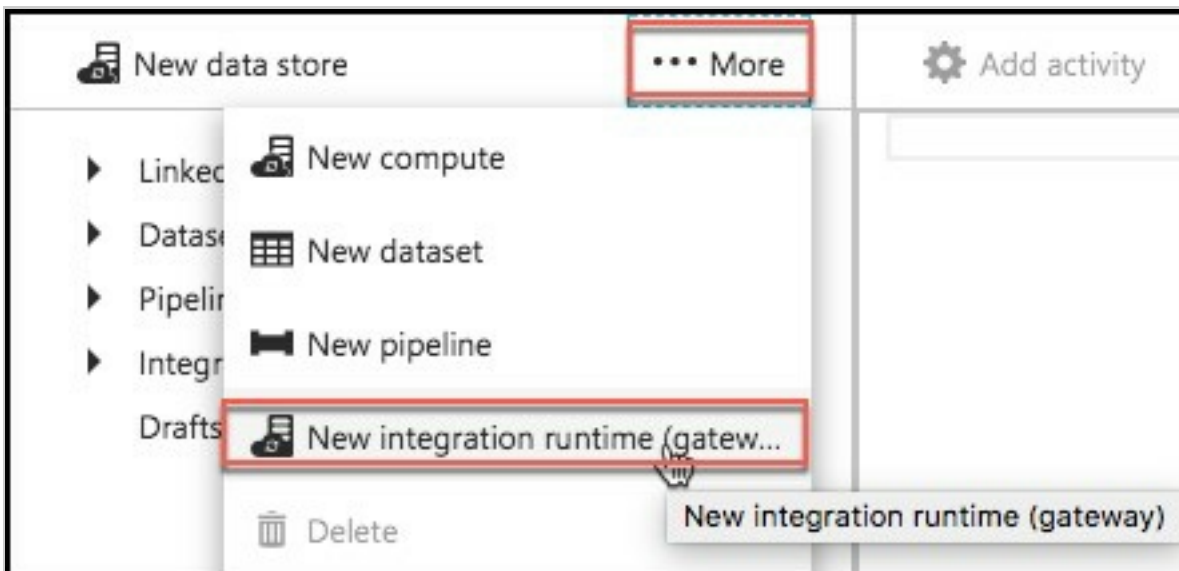 New data store
... More
Add activity
New compute
Linkec
New dataset
Datase
New pipeline
Pipelir
Integr
New integration runtime (gatew...
Drafts
New integration runtime (gateway)
Delete